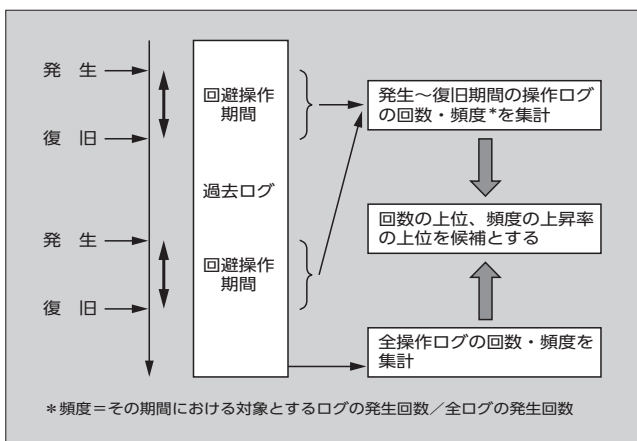 発 生
復 旧
発 生
復 旧
回避操作
期間
過去ログ
回避操作
期間
発生～復旧期間の操作ログ
の回数・頻度*を集計
回数の上位、頻度の上昇率
の上位を候補とする
全操作ログの回数・頻度を
集計
*頻度＝その期間における対象とするログの発生回数／全ログの発生回数